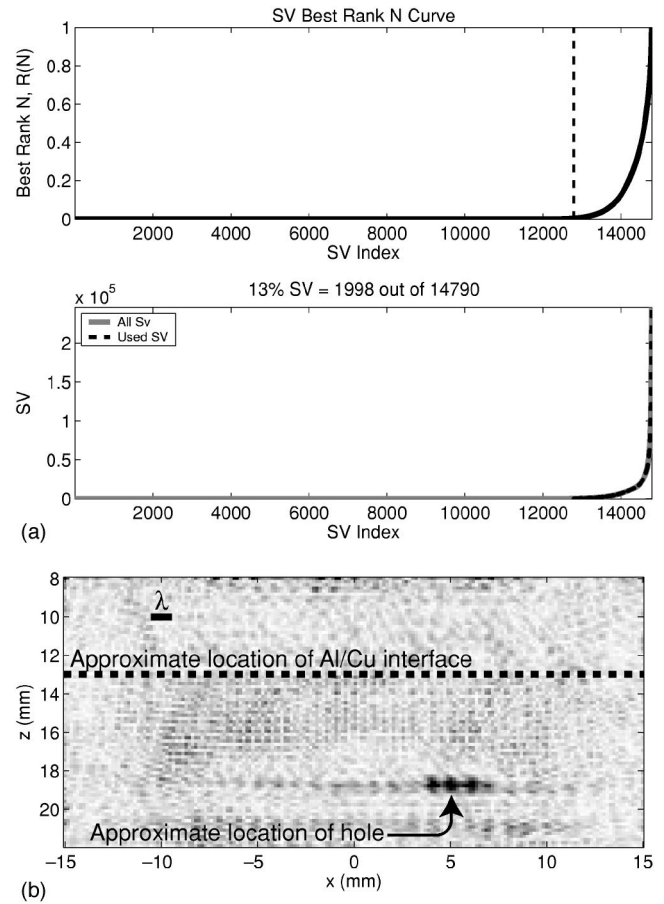 SV Best Rank N Curve
1
0.8
0.6
0.4
0.2
0
Best Rank N, R(N)
2000 4000 6000 8000 10000 12000 14000
SV Index
13% SV = 1998 out of 14790
x 10^5
2
1.5
1
0.5
0
SV
All Sv
Used SV
2000 4000 6000 8000 10000 12000 14000
SV Index
(a)
8
10
12
14
16
18
20
z (mm)
λ
Approximate location of Al/Cu interface
Approximate location of hole
−15 −10 −5 0 5 10 15
x (mm)
(b)